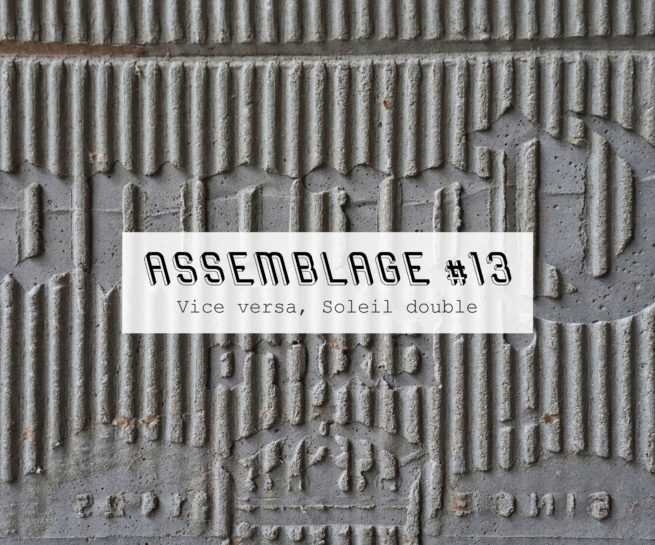 ASSEMBLAGE #13
Vice versa, Soleil double